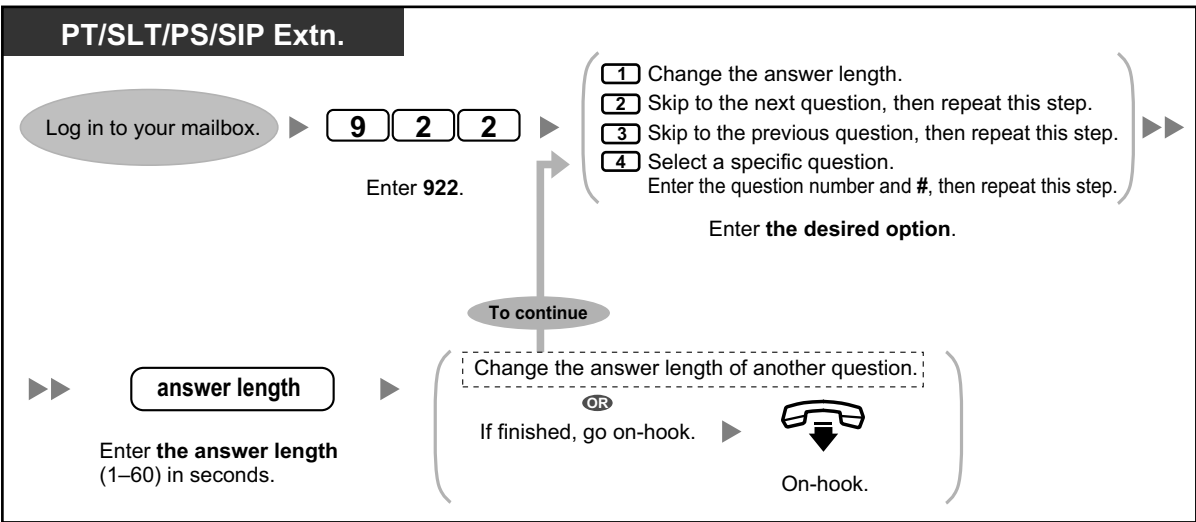 PT/SLT/PS/SIP Extn.
Log in to your mailbox.
9 2 2
Enter 922.
1 Change the answer length.
2 Skip to the next question, then repeat this step.
3 Skip to the previous question, then repeat this step.
4 Select a specific question.
Enter the question number and #, then repeat this step.
Enter the desired option.
To continue
answer length
Enter the answer length
(1–60) in seconds.
Change the answer length of another question.
OR
If finished, go on-hook.
On-hook.